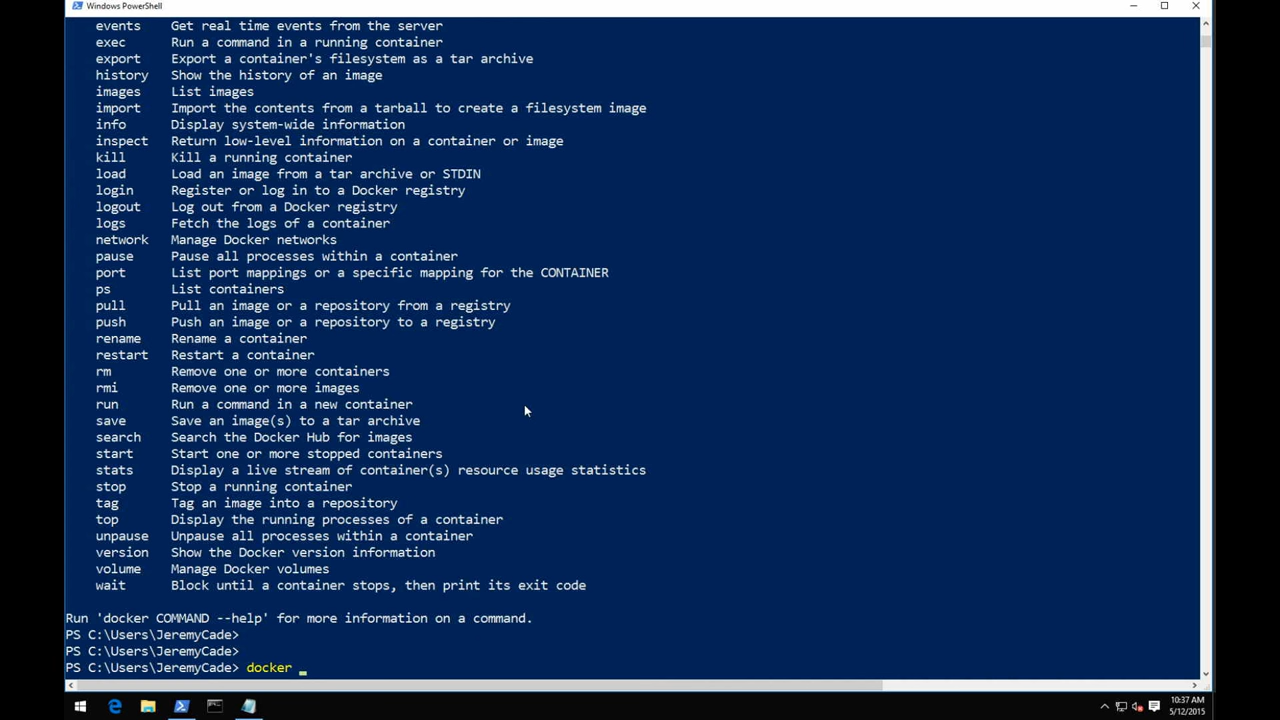 Windows PowerShell
events Get real time events from the server
exec Run a command in a running container
export Export a container's filesystem as a tar archive
history Show the history of an image
images List images
import Import the contents from a tarball to create a filesystem image
info Display system-wide information
inspect Return low-level information on a container or image
kill Kill a running container
load Load an image from a tar archive or STDIN
login Register or log in to a Docker registry
logout Log out from a Docker registry
logs Fetch the logs of a container
network Manage Docker networks
pause Pause all processes within a container
port List port mappings or a specific mapping for the CONTAINER
ps List containers
pull Pull an image or a repository from a registry
push Push an image or a repository to a registry
rename Rename a container
restart Restart a container
rm Remove one or more containers
rmi Remove one or more images
run Run a command in a new container
save Save an image(s) to a tar archive
search Search the Docker Hub for images
start Start one or more stopped containers
stats Display a live stream of container(s) resource usage statistics
stop Stop a running container
tag Tag an image into a repository
top Display the running processes of a container
unpause Unpause all processes within a container
version Show the Docker version information
volume Manage Docker volumes
wait Block until a container stops, then print its exit code
Run 'docker COMMAND --help' for more information on a command.
PS C:\Users\JeremyCade>
PS C:\Users\JeremyCade>
PS C:\Users\JeremyCade> docker _
10:37 AM
5/12/2015